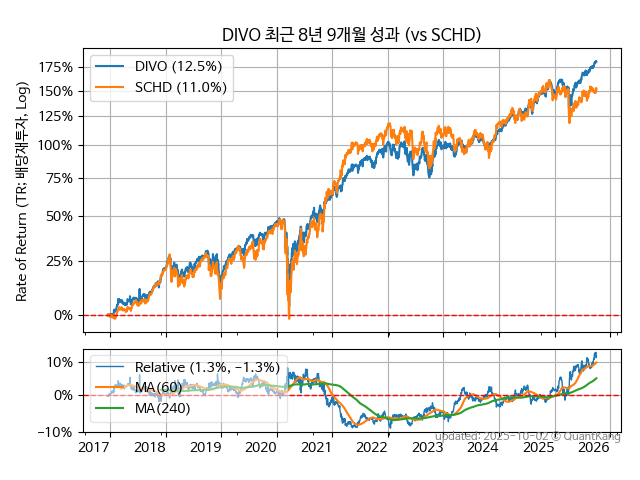 DIVO 최근 8년 9개월 성과 (vs SCHD)
Rate of Return (TR; 배당재투자, Log)
DIVO (12.5%)
SCHD (11.0%)
175%
150%
125%
100%
75%
50%
25%
0%
Relative (1.3%, −1.3%)
MA(60)
MA(240)
10%
0%
−10%
updated: 2025-10-02 © QuantKang
2017 2018 2019 2020 2021 2022 2023 2024 2025 2026